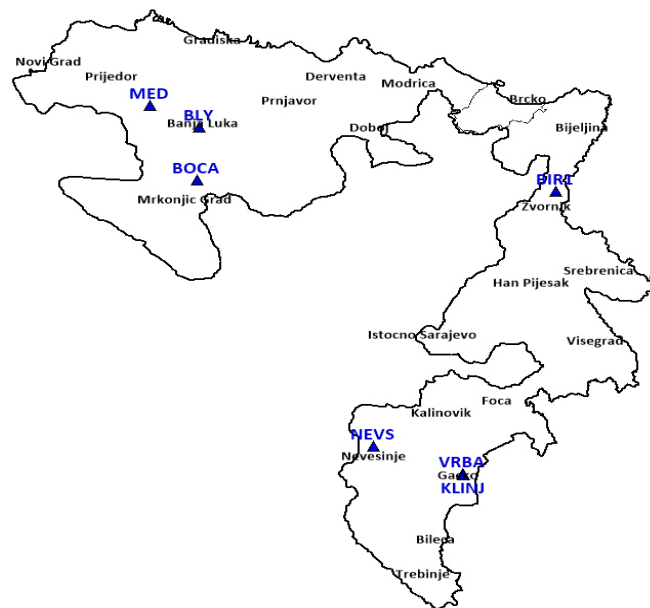 Gradiska
Novi Grad
Prijedor
Derventa
Modrica
MED
Prnjavor
Brcko
BLY
Banja Luka
Doboj
Bijeljina
BOCA
BIR1
Mrkonjic Grad
Zvornik
Srebrenica
Han Pijesak
Istocno Sarajevo
Visegrad
Foca
Kalinovik
NEVS
Nevesinje
VRBA
Gacko
KLINJ
Bileca
Trebinje